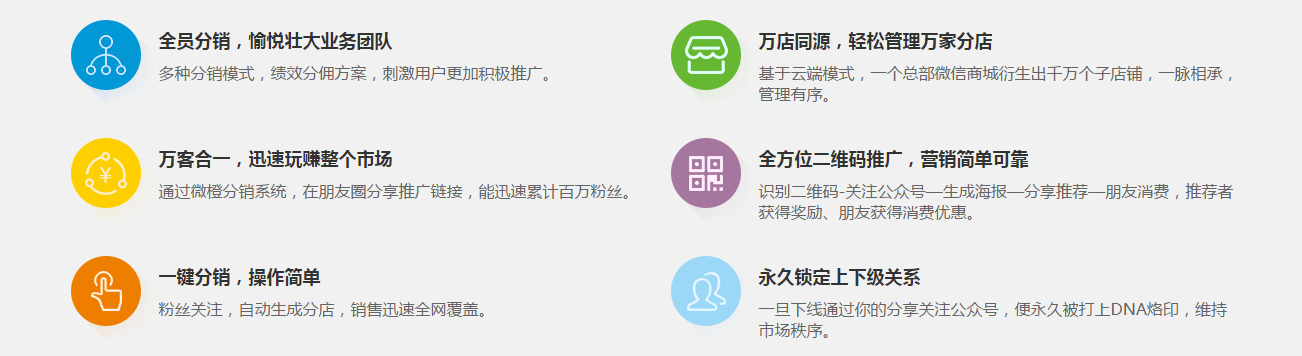 全员分销，愉悦壮大业务团队
多种分销模式，绩效分佣方案，刺激用户更加积极推广。
万店同源，轻松管理万家分店
基于云端模式，一个总部微信商城衍生出千万个子店铺，一脉相承，
管理有序。
万客合一，迅速玩赚整个市场
通过微橙分销系统，在朋友圈分享推广链接，能迅速累计百万粉丝。
全方位二维码推广，营销简单可靠
识别二维码-关注公众号—生成海报—分享推荐—朋友消费，推荐者
获得奖励、朋友获得消费优惠。
一键分销，操作简单
粉丝关注，自动生成分店，销售迅速全网覆盖。
永久锁定上下级关系
一旦下线通过你的分享关注公众号，便永久被打上DNA烙印，维持
市场秩序。